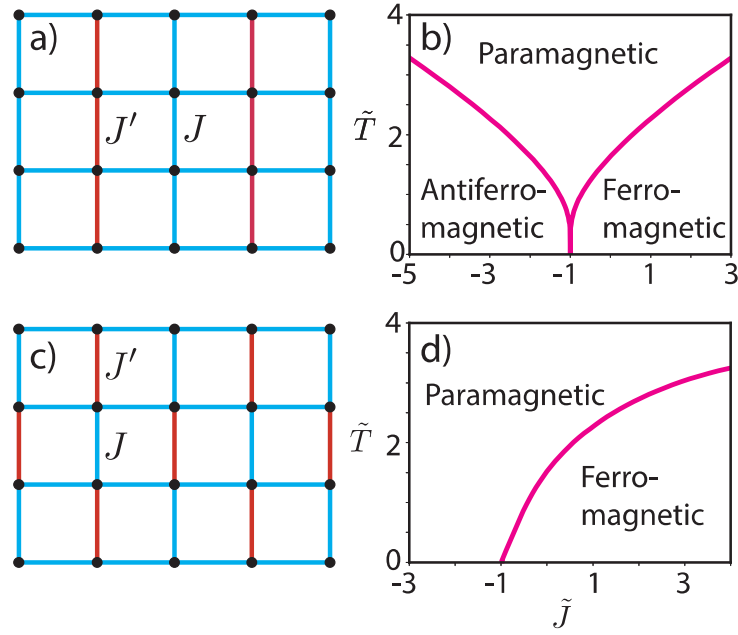 a)
J′
J
b)
Paramagnetic
T̃
Antiferro-
magnetic
Ferro-
magnetic
4
2
0
-5
-3
-1
1
3
c)
J′
J
d)
Paramagnetic
T̃
Ferro-
magnetic
4
2
0
-3
-1
1
3
J̃